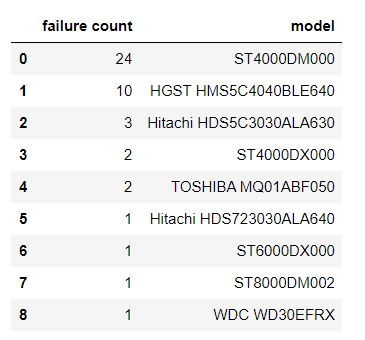 failure count model
0 24 ST4000DM000
1 10 HGST HMS5C4040BLE640
2 3 Hitachi HDS5C3030ALA630
3 2 ST4000DX000
4 2 TOSHIBA MQ01ABF050
5 1 Hitachi HDS723030ALA640
6 1 ST6000DX000
7 1 ST8000DM002
8 1 WDC WD30EFRX